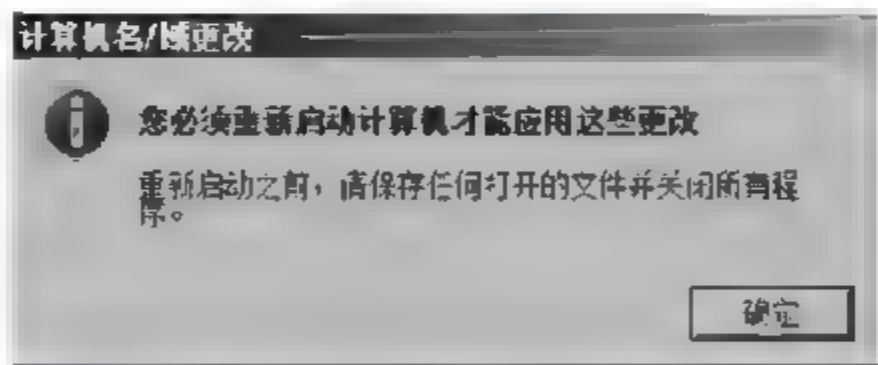 计算机名/域更改
您必须重新启动计算机才能应用这些更改
重新启动之前，请保存任何打开的文件并关闭所有程
序。
确定